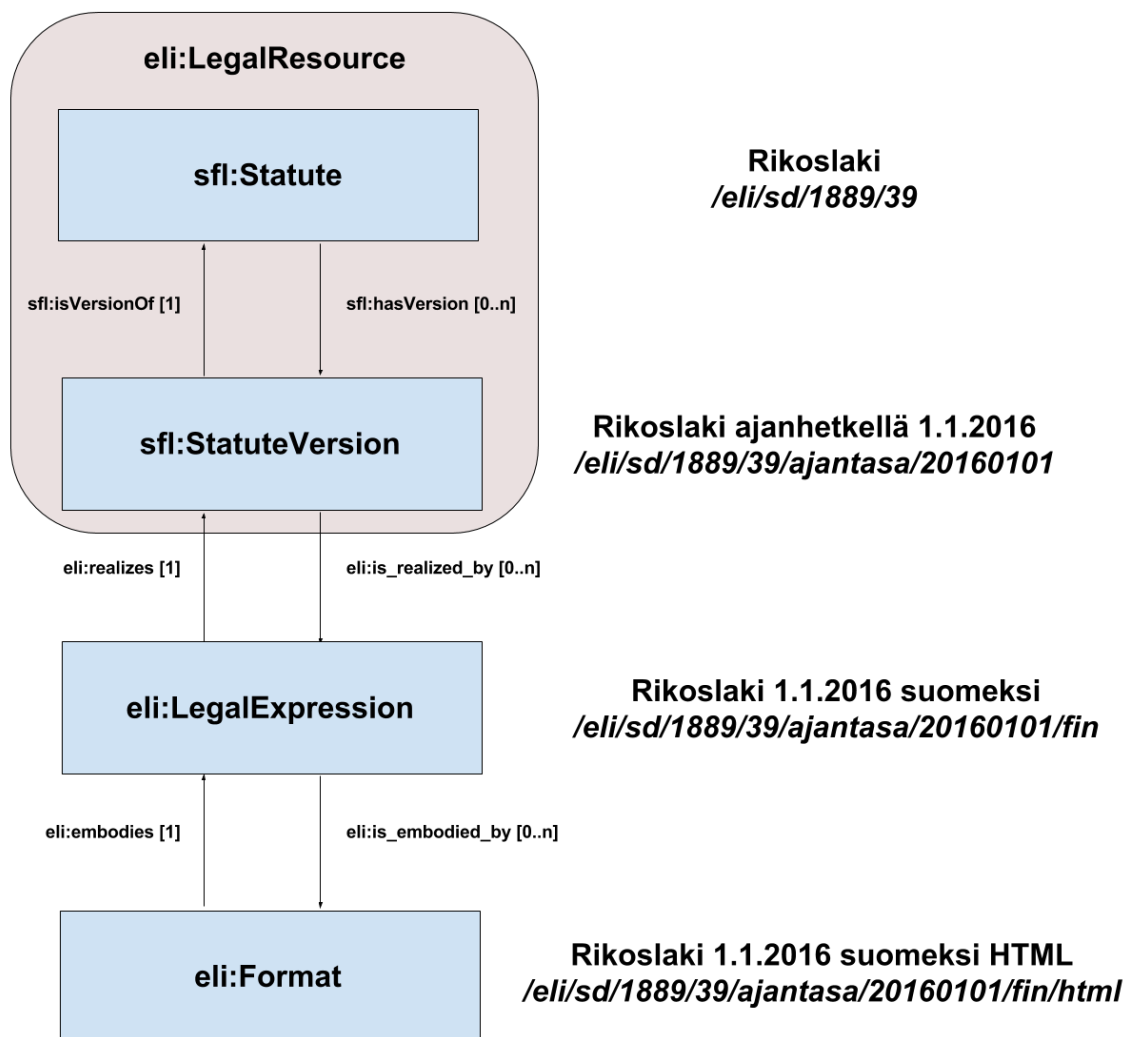 eli:LegalResource
sfl:Statute
Rikoslaki
/eli/sd/1889/39
sfl:isVersionOf [1]
sfl:hasVersion [0..n]
sfl:StatuteVersion
Rikoslaki ajanhetkellä 1.1.2016
/eli/sd/1889/39/ajantasa/20160101
eli:realizes [1]
eli:is_realized_by [0..n]
eli:LegalExpression
Rikoslaki 1.1.2016 suomeksi
/eli/sd/1889/39/ajantasa/20160101/fin
eli:embodies [1]
eli:is_embodied_by [0..n]
eli:Format
Rikoslaki 1.1.2016 suomeksi HTML
/eli/sd/1889/39/ajantasa/20160101/fin/html